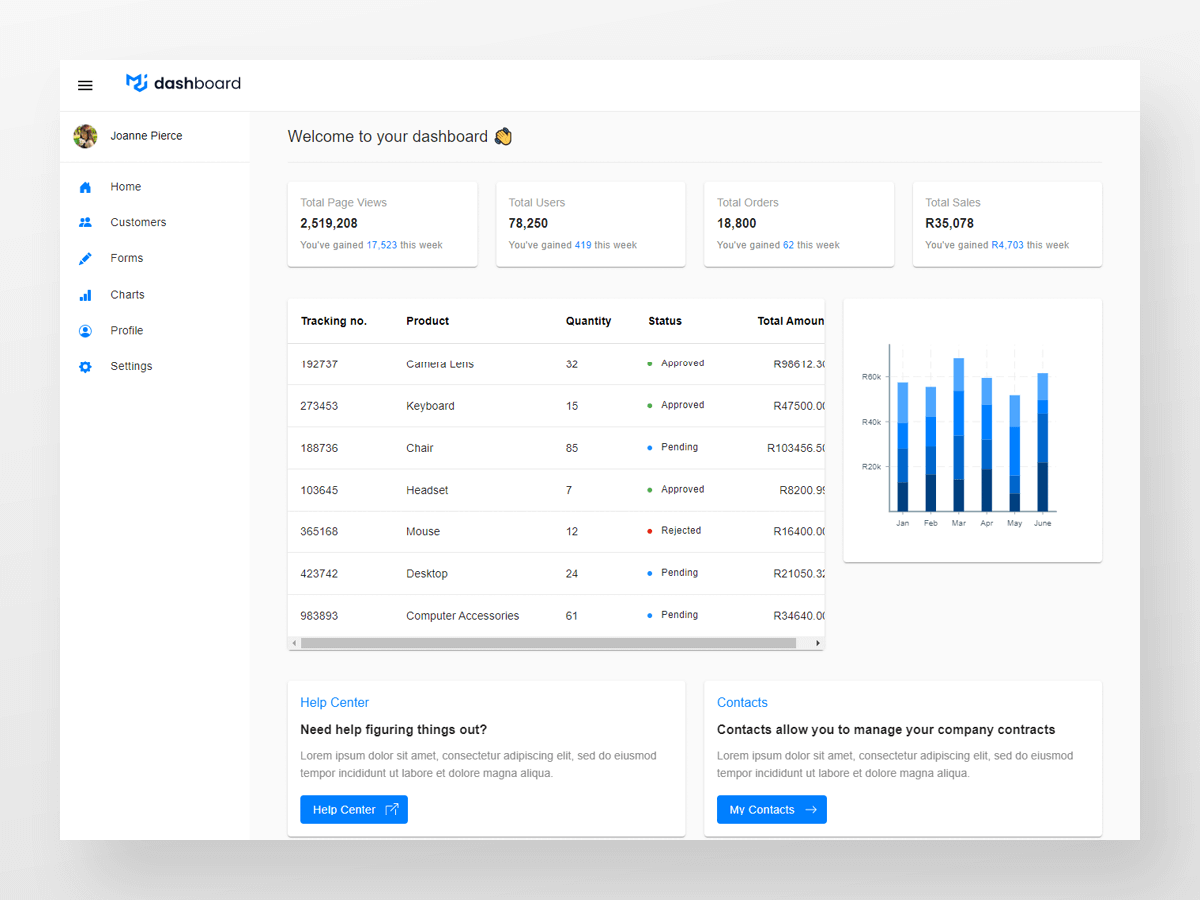 dashboard
Joanne Pierce
Home
Customers
Forms
Charts
Profile
Settings
Welcome to your dashboard 👏
Total Page Views
2,519,208
You've gained 17,523 this week
Total Users
78,250
You've gained 419 this week
Total Orders
18,800
You've gained 62 this week
Total Sales
R35,078
You've gained R4,703 this week
Tracking no. Product Quantity Status Total Amoun
192737 Camera Lens 32 Approved R98612.30
273453 Keyboard 15 Approved R47500.00
188736 Chair 85 Pending R103456.50
103645 Headset 7 Approved R8200.99
365168 Mouse 12 Rejected R16400.00
423742 Desktop 24 Pending R21050.32
983893 Computer Accessories 61 Pending R34640.00
R60k
R40k
R20k
Jan Feb Mar Apr May June
Help Center
Need help figuring things out?
Lorem ipsum dolor sit amet, consectetur adipiscing elit, sed do eiusmod
tempor incididunt ut labore et dolore magna aliqua.
Help Center
Contacts
Contacts allow you to manage your company contracts
Lorem ipsum dolor sit amet, consectetur adipiscing elit, sed do eiusmod
tempor incididunt ut labore et dolore magna aliqua.
My Contacts